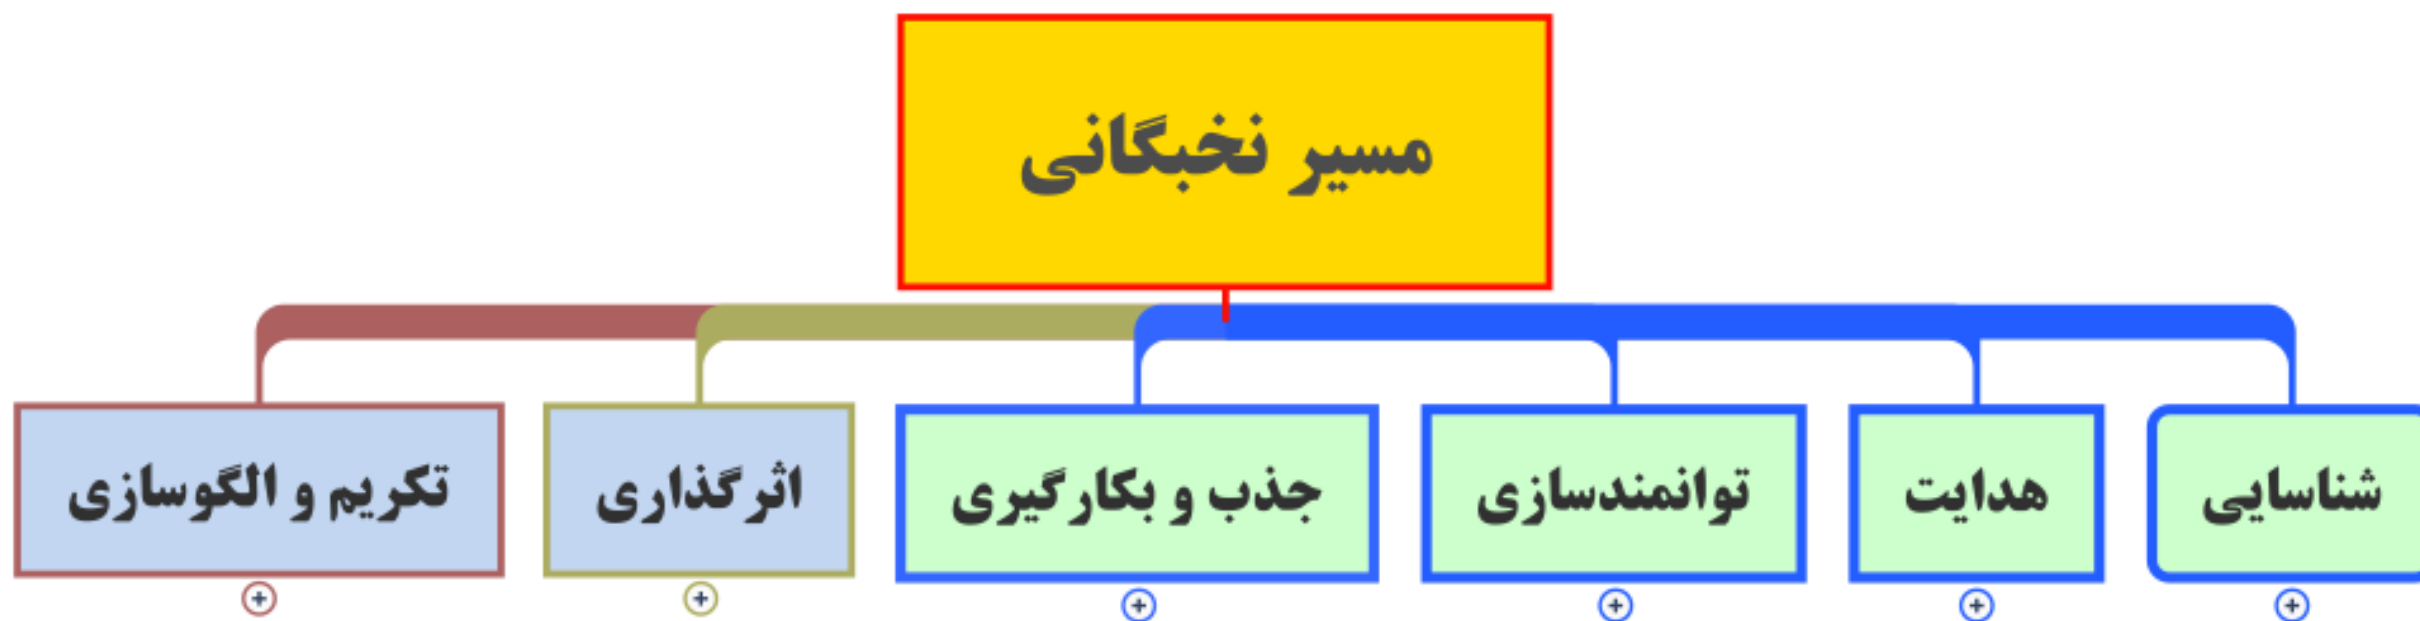 مسیر نخبگانی
شناسایی
هدایت
توانمندسازی
جذب و بکارگیری
اثرگذاری
تکریم و الگوسازی